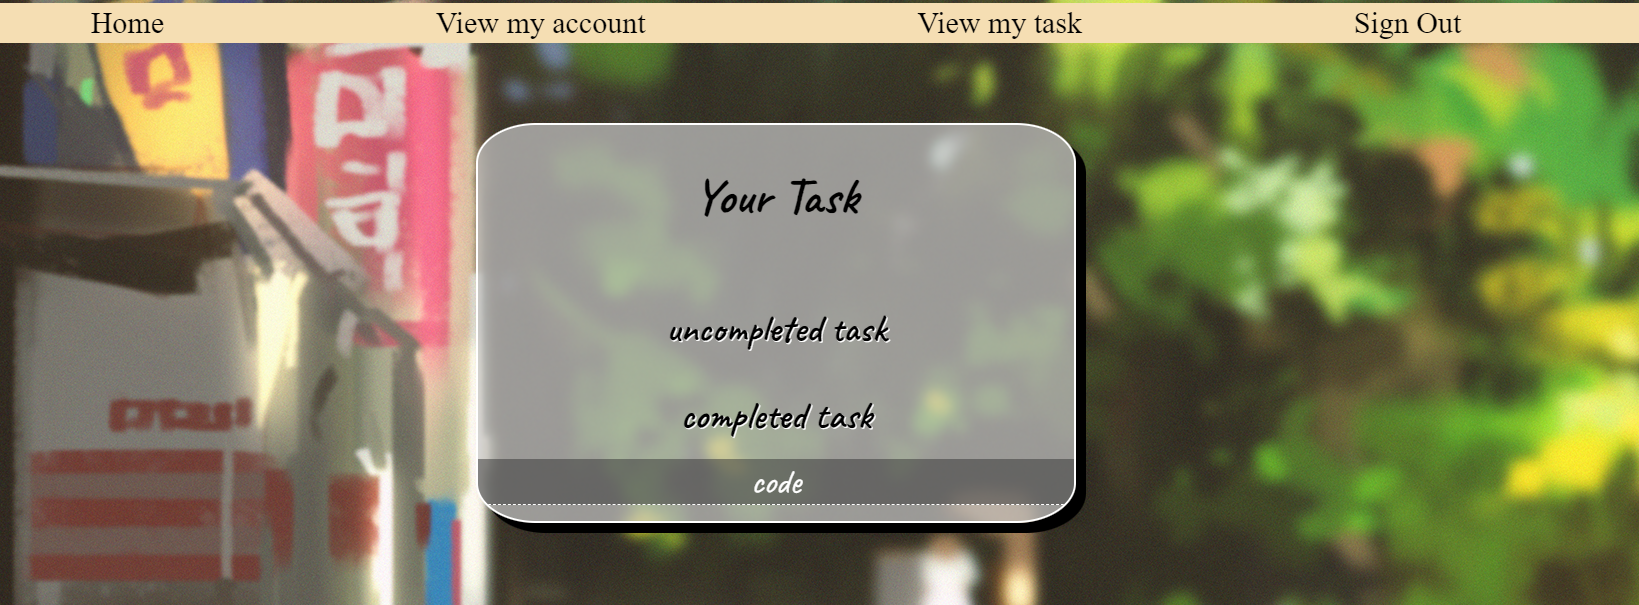 Home View my account View my task Sign Out
Your Task
uncompleted task
completed task
code